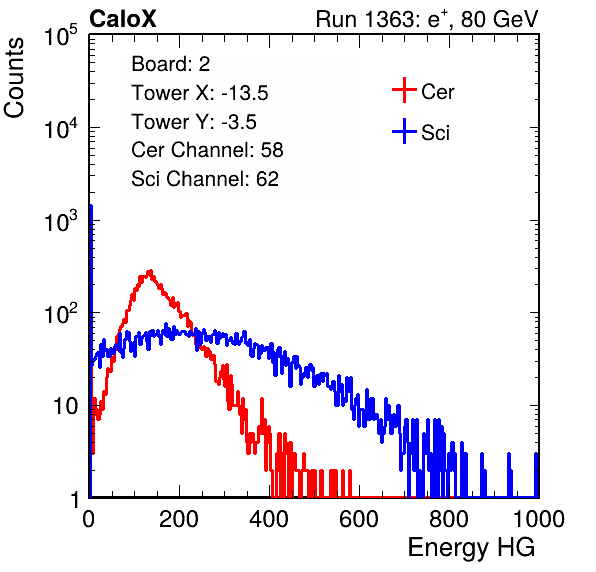 CaloX Run 1363: e⁺, 80 GeV
Counts
Board: 2
Tower X: -13.5
Tower Y: -3.5
Cer Channel: 58
Sci Channel: 62
Cer
Sci
10⁵
10⁴
10³
10²
10
1
0 200 400 600 800 1000
Energy HG